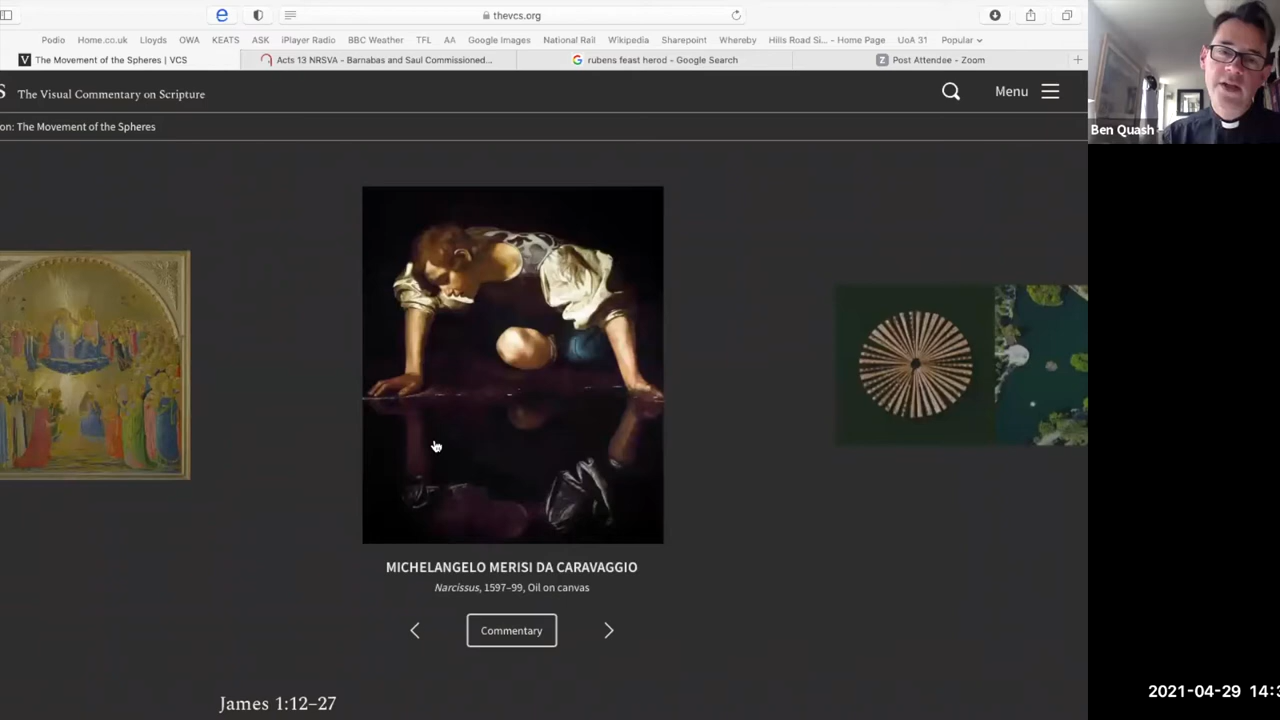 thevcs.org
Podio Home.co.uk Lloyds OWA KEATS ASK iPlayer Radio BBC Weather TFL AA Google Images National Rail Wikipedia Sharepoint Whereby Hills Road Si... - Home Page UoA 31 Popular
V The Movement of the Spheres | VCS Acts 13 NRSVA - Barnabas and Saul Commissioned... G rubens feast herod - Google Search Z Post Attendee - Zoom
S The Visual Commentary on Scripture Menu
on: The Movement of the Spheres
Ben Quash
MICHELANGELO MERISI DA CARAVAGGIO
Narcissus, 1597–99, Oil on canvas
Commentary
James 1:12–27
2021-04-29 14:3